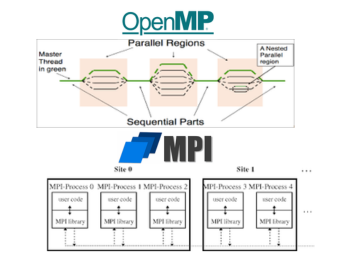 OpenMP
Parallel Regions
Master
Thread
in green
A Nested
Parallel
region
Sequential Parts
MPI
Site 0
Site 1
...
MPI-Process 0 MPI-Process 1 MPI-Process 2 MPI-Process 3 MPI-Process 4
user code user code user code user code user code
MPI library MPI library MPI library MPI library MPI library
...